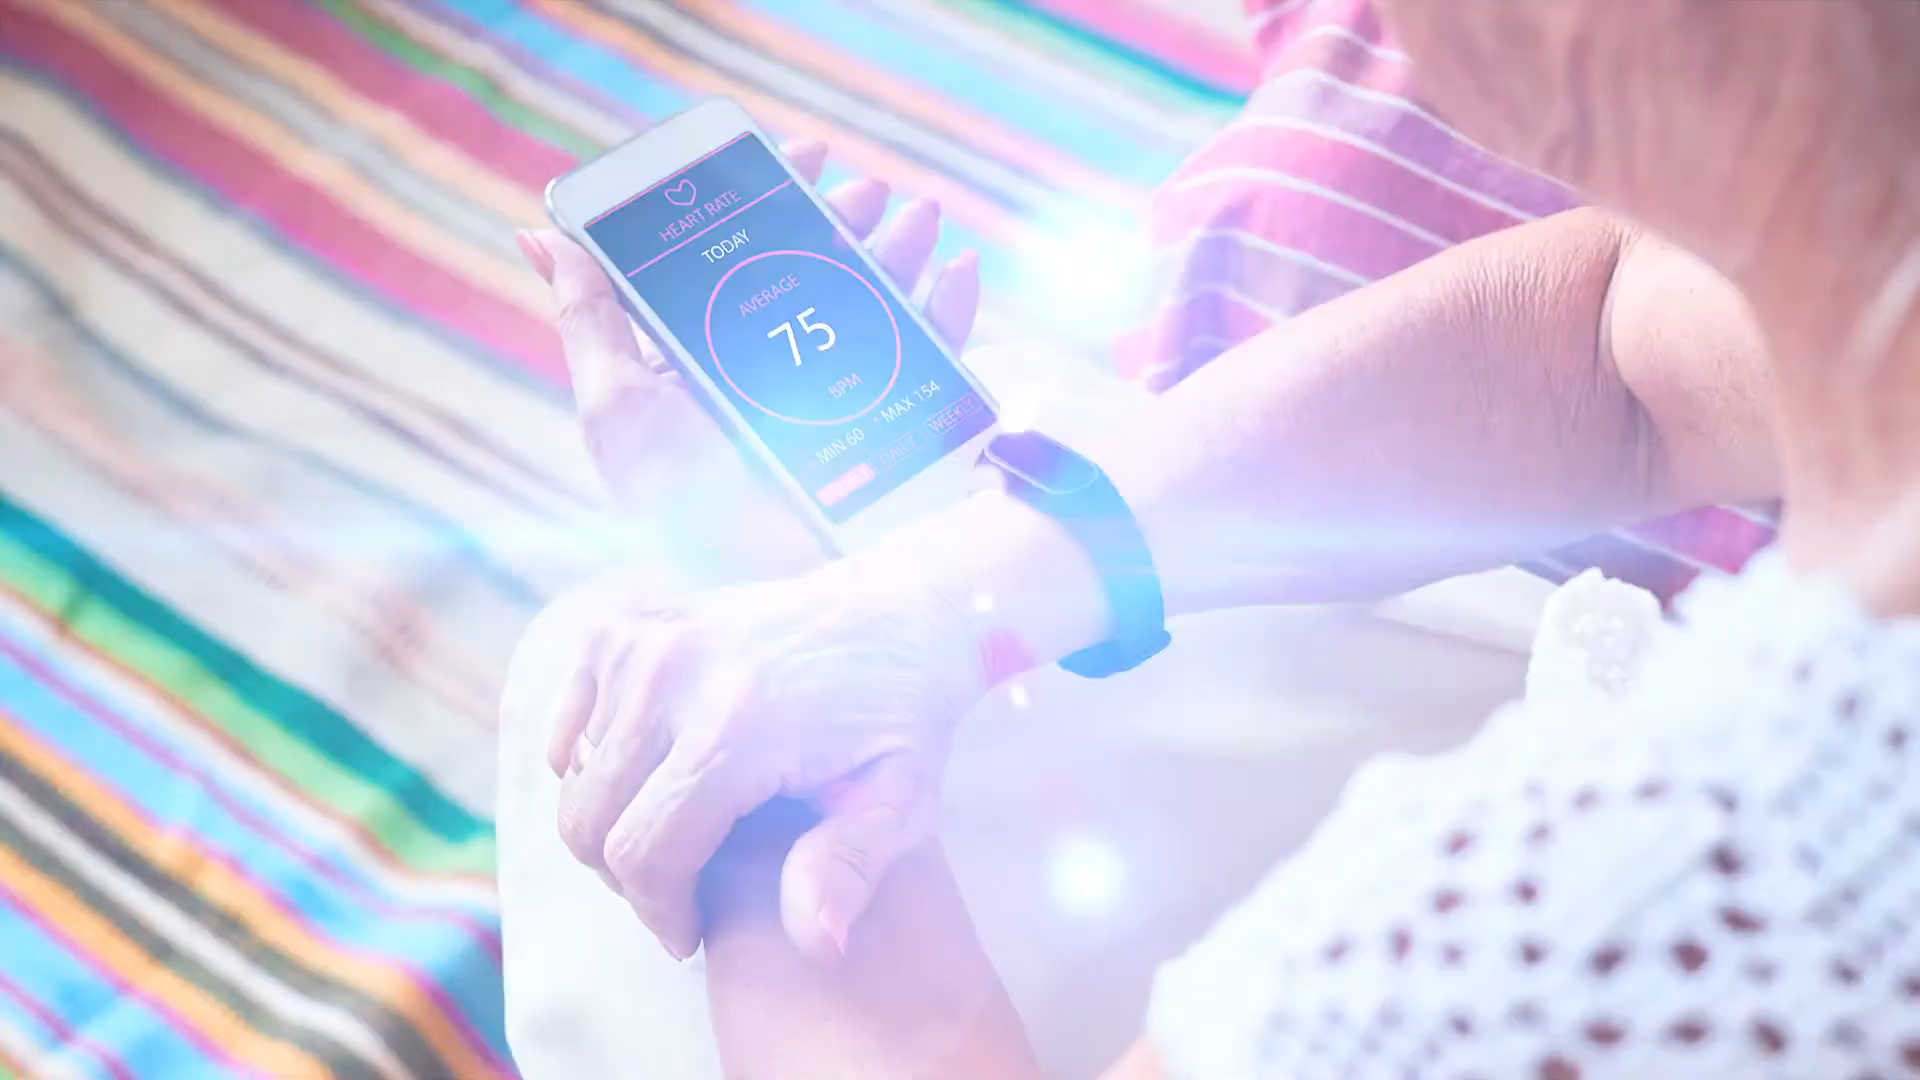 HEART RATE
TODAY
AVERAGE
75
BPM
MIN 60 MAX 154
DAILY WEEKLY